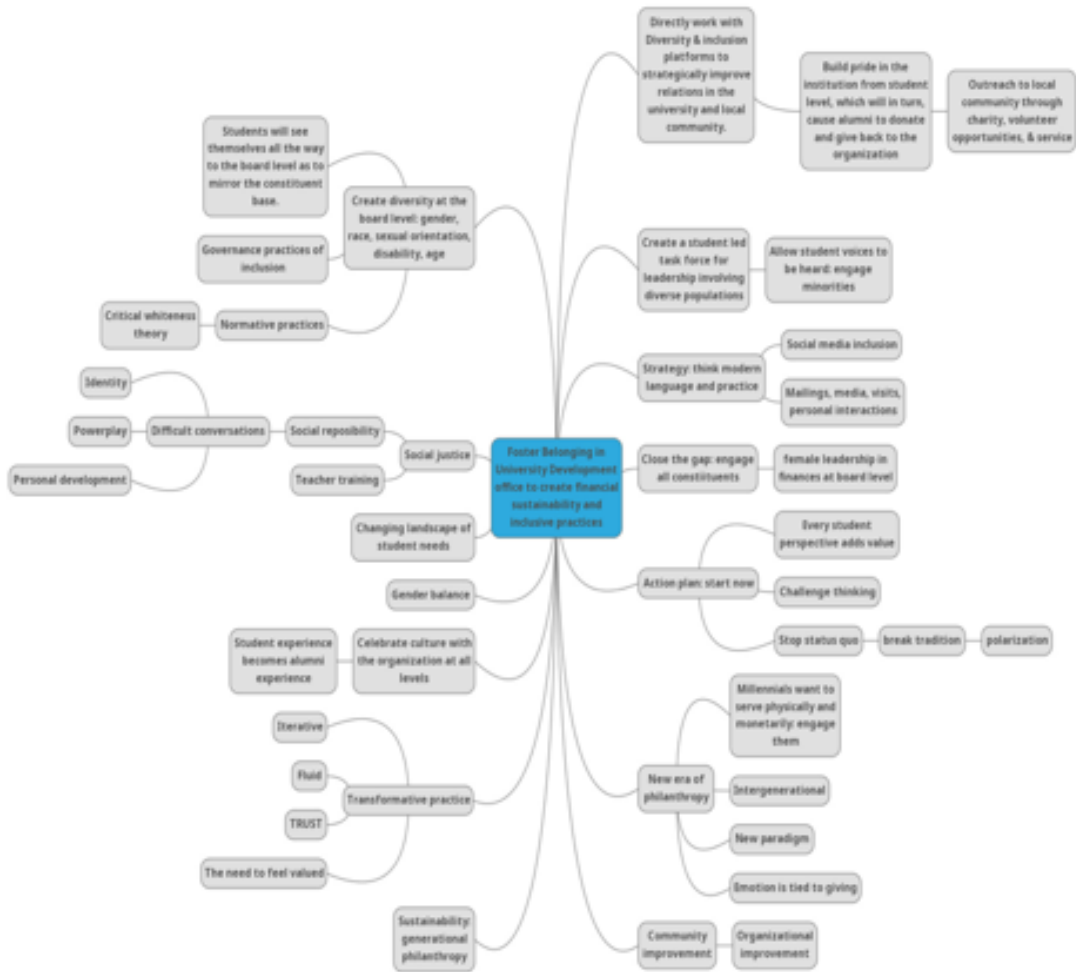 Foster Belonging in
University Development
office to create financial
sustainability and
inclusive practices
Directly work with
Diversity & inclusion
platforms to
strategically improve
relations in the
university and local
community.
Build pride in the
institution from student
level, which will in turn,
cause alumni to donate
and give back to the
organization
Outreach to local
community through
charity, volunteer
opportunities, & service
Create a student led
task force for
leadership involving
diverse populations
Allow student voices to
be heard: engage
minorities
Strategy: think modern
language and practice
Social media inclusion
Mailings, media, visits,
personal interactions
Close the gap: engage
all constituents
female leadership in
finances at board level
Action plan: start now
Every student
perspective adds value
Challenge thinking
Stop status quo
break tradition
polarization
New era of
philanthropy
Millennials want to
serve physically and
monetarily: engage
them
Intergenerational
New paradigm
Emotion is tied to giving
Community
improvement
Organizational
improvement
Create diversity at the
board level: gender,
race, sexual orientation,
disability, age
Students will see
themselves all the way
to the board level as to
mirror the constituent
base.
Governance practices of
inclusion
Normative practices
Critical whiteness
theory
Social justice
Social reposibility
Difficult conversations
Identity
Powerplay
Personal development
Teacher training
Changing landscape of
student needs
Gender balance
Celebrate culture with
the organization at all
levels
Student experience
becomes alumni
experience
Transformative practice
Iterative
Fluid
TRUST
The need to feel valued
Sustainability:
generational
philanthropy